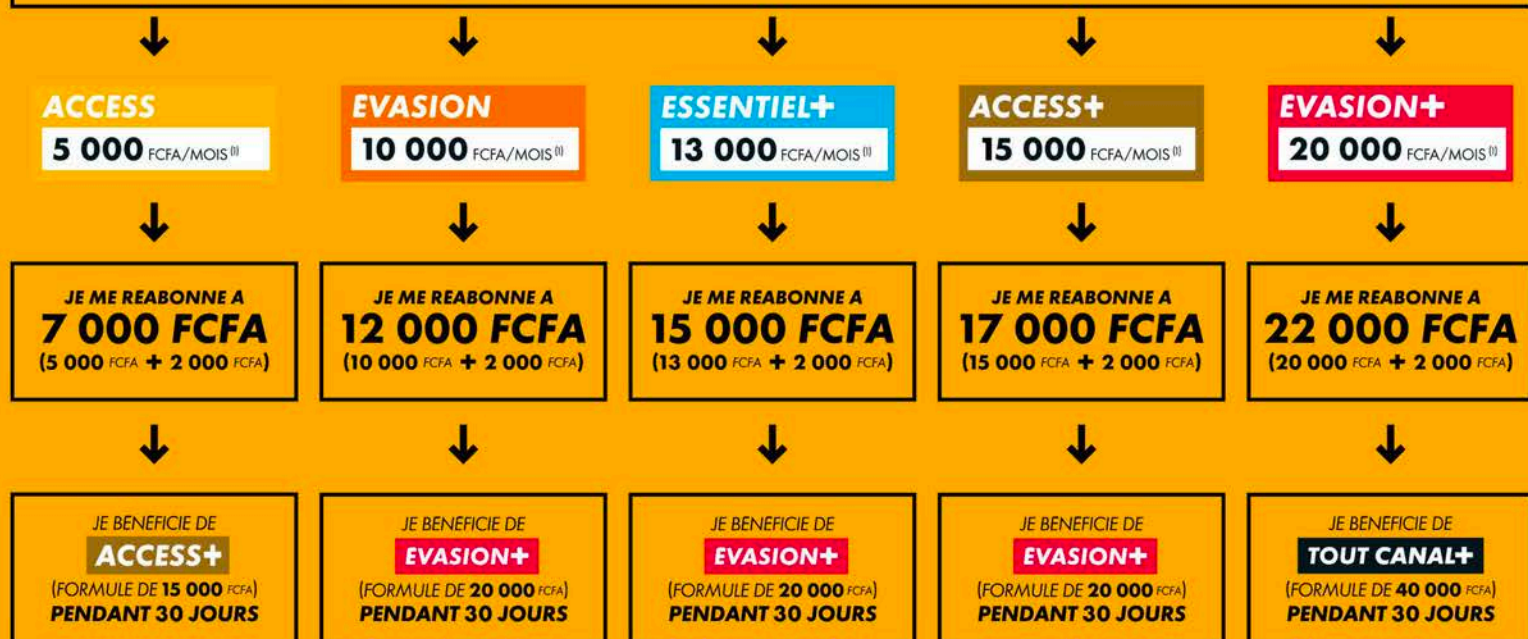 ACCESS
5 000 FCFA/MOIS (1)
EVASION
10 000 FCFA/MOIS (1)
ESSENTIEL+
13 000 FCFA/MOIS (1)
ACCESS+
15 000 FCFA/MOIS (1)
EVASION+
20 000 FCFA/MOIS (1)
JE ME REABONNE A
7 000 FCFA
(5 000 FCFA + 2 000 FCFA)
JE ME REABONNE A
12 000 FCFA
(10 000 FCFA + 2 000 FCFA)
JE ME REABONNE A
15 000 FCFA
(13 000 FCFA + 2 000 FCFA)
JE ME REABONNE A
17 000 FCFA
(15 000 FCFA + 2 000 FCFA)
JE ME REABONNE A
22 000 FCFA
(20 000 FCFA + 2 000 FCFA)
JE BENEFICIE DE
ACCESS+
(FORMULE DE 15 000 FCFA)
PENDANT 30 JOURS
JE BENEFICIE DE
EVASION+
(FORMULE DE 20 000 FCFA)
PENDANT 30 JOURS
JE BENEFICIE DE
EVASION+
(FORMULE DE 20 000 FCFA)
PENDANT 30 JOURS
JE BENEFICIE DE
EVASION+
(FORMULE DE 20 000 FCFA)
PENDANT 30 JOURS
JE BENEFICIE DE
TOUT CANAL+
(FORMULE DE 40 000 FCFA)
PENDANT 30 JOURS